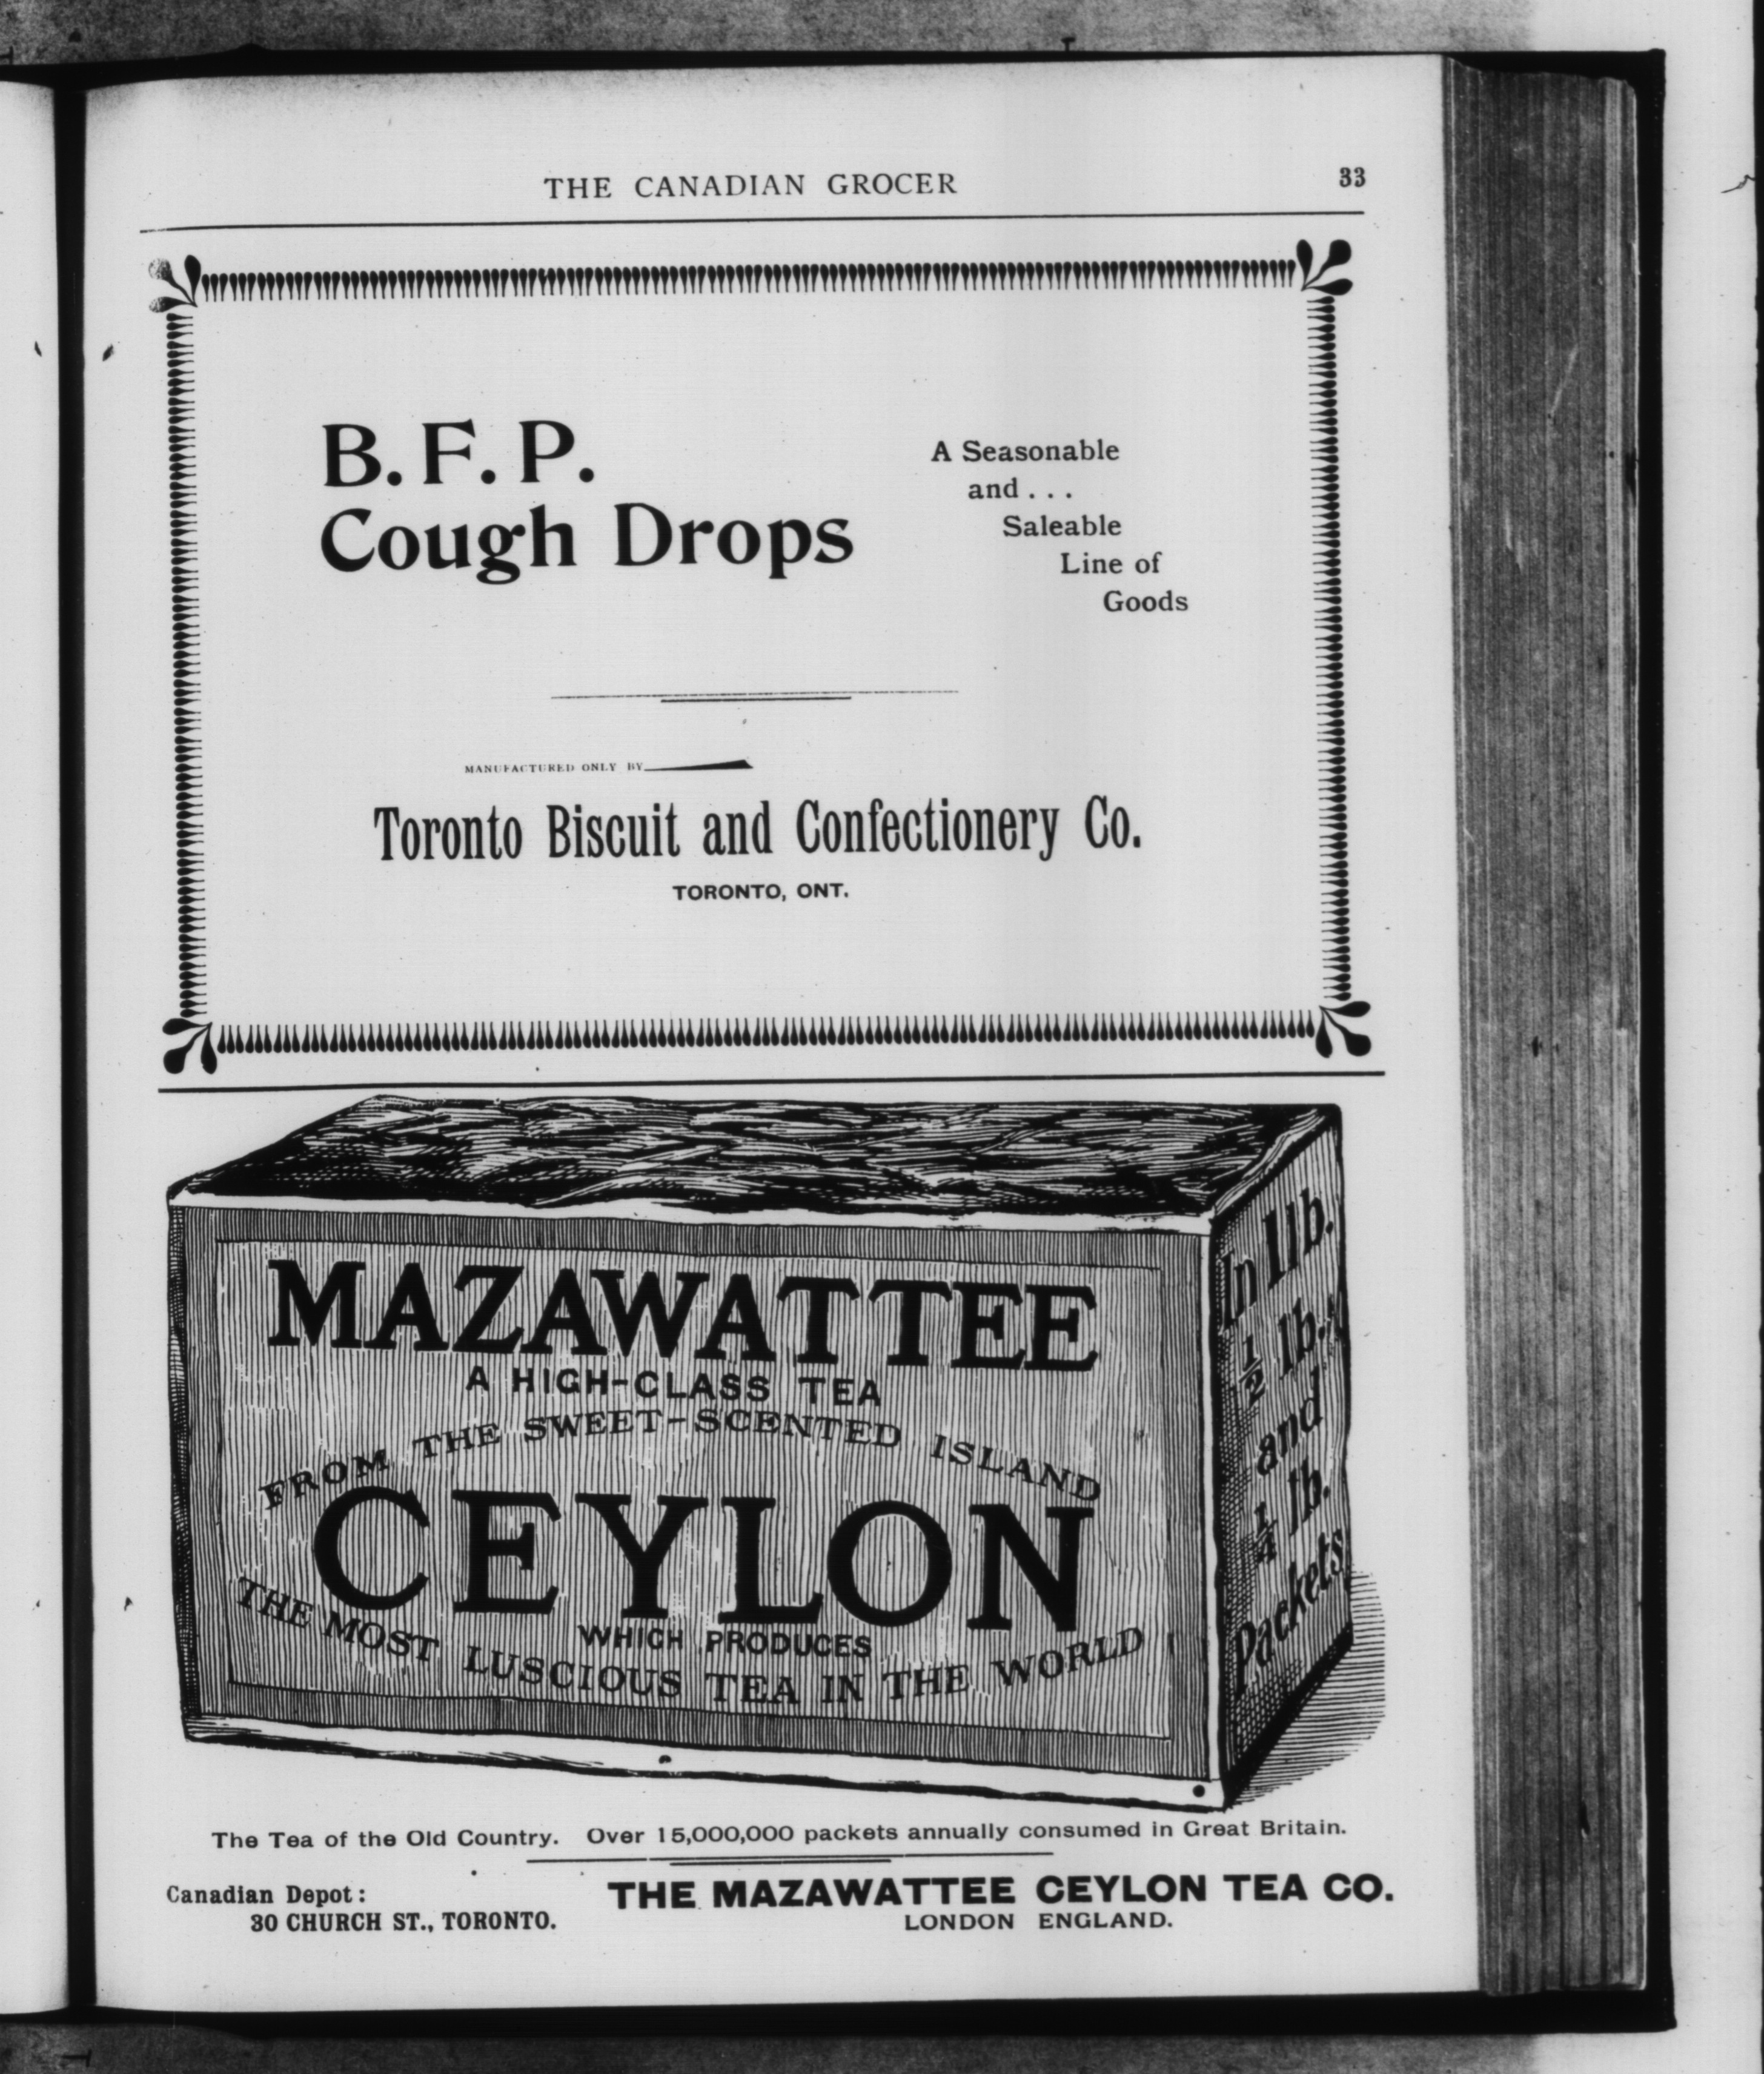 THE CANADIAN GROCER 33
B. F. P.
Cough Drops
A Seasonable
and . . .
Saleable
Line of
Goods
MANUFACTURED ONLY BY
Toronto Biscuit and Confectionery Co.
TORONTO, ONT.
MAZAWATTEE
A HIGH-CLASS TEA
FROM THE SWEET-SCENTED ISLAND
CEYLON
WHICH PRODUCES
THE MOST LUSCIOUS TEA IN THE WORLD
In 1lb.
½ lb.,
and
¼ lb.
Packets
The Tea of the Old Country. Over 15,000,000 packets annually consumed in Great Britain.
Canadian Depot:
30 CHURCH ST., TORONTO.
THE MAZAWATTEE CEYLON TEA CO.
LONDON ENGLAND.